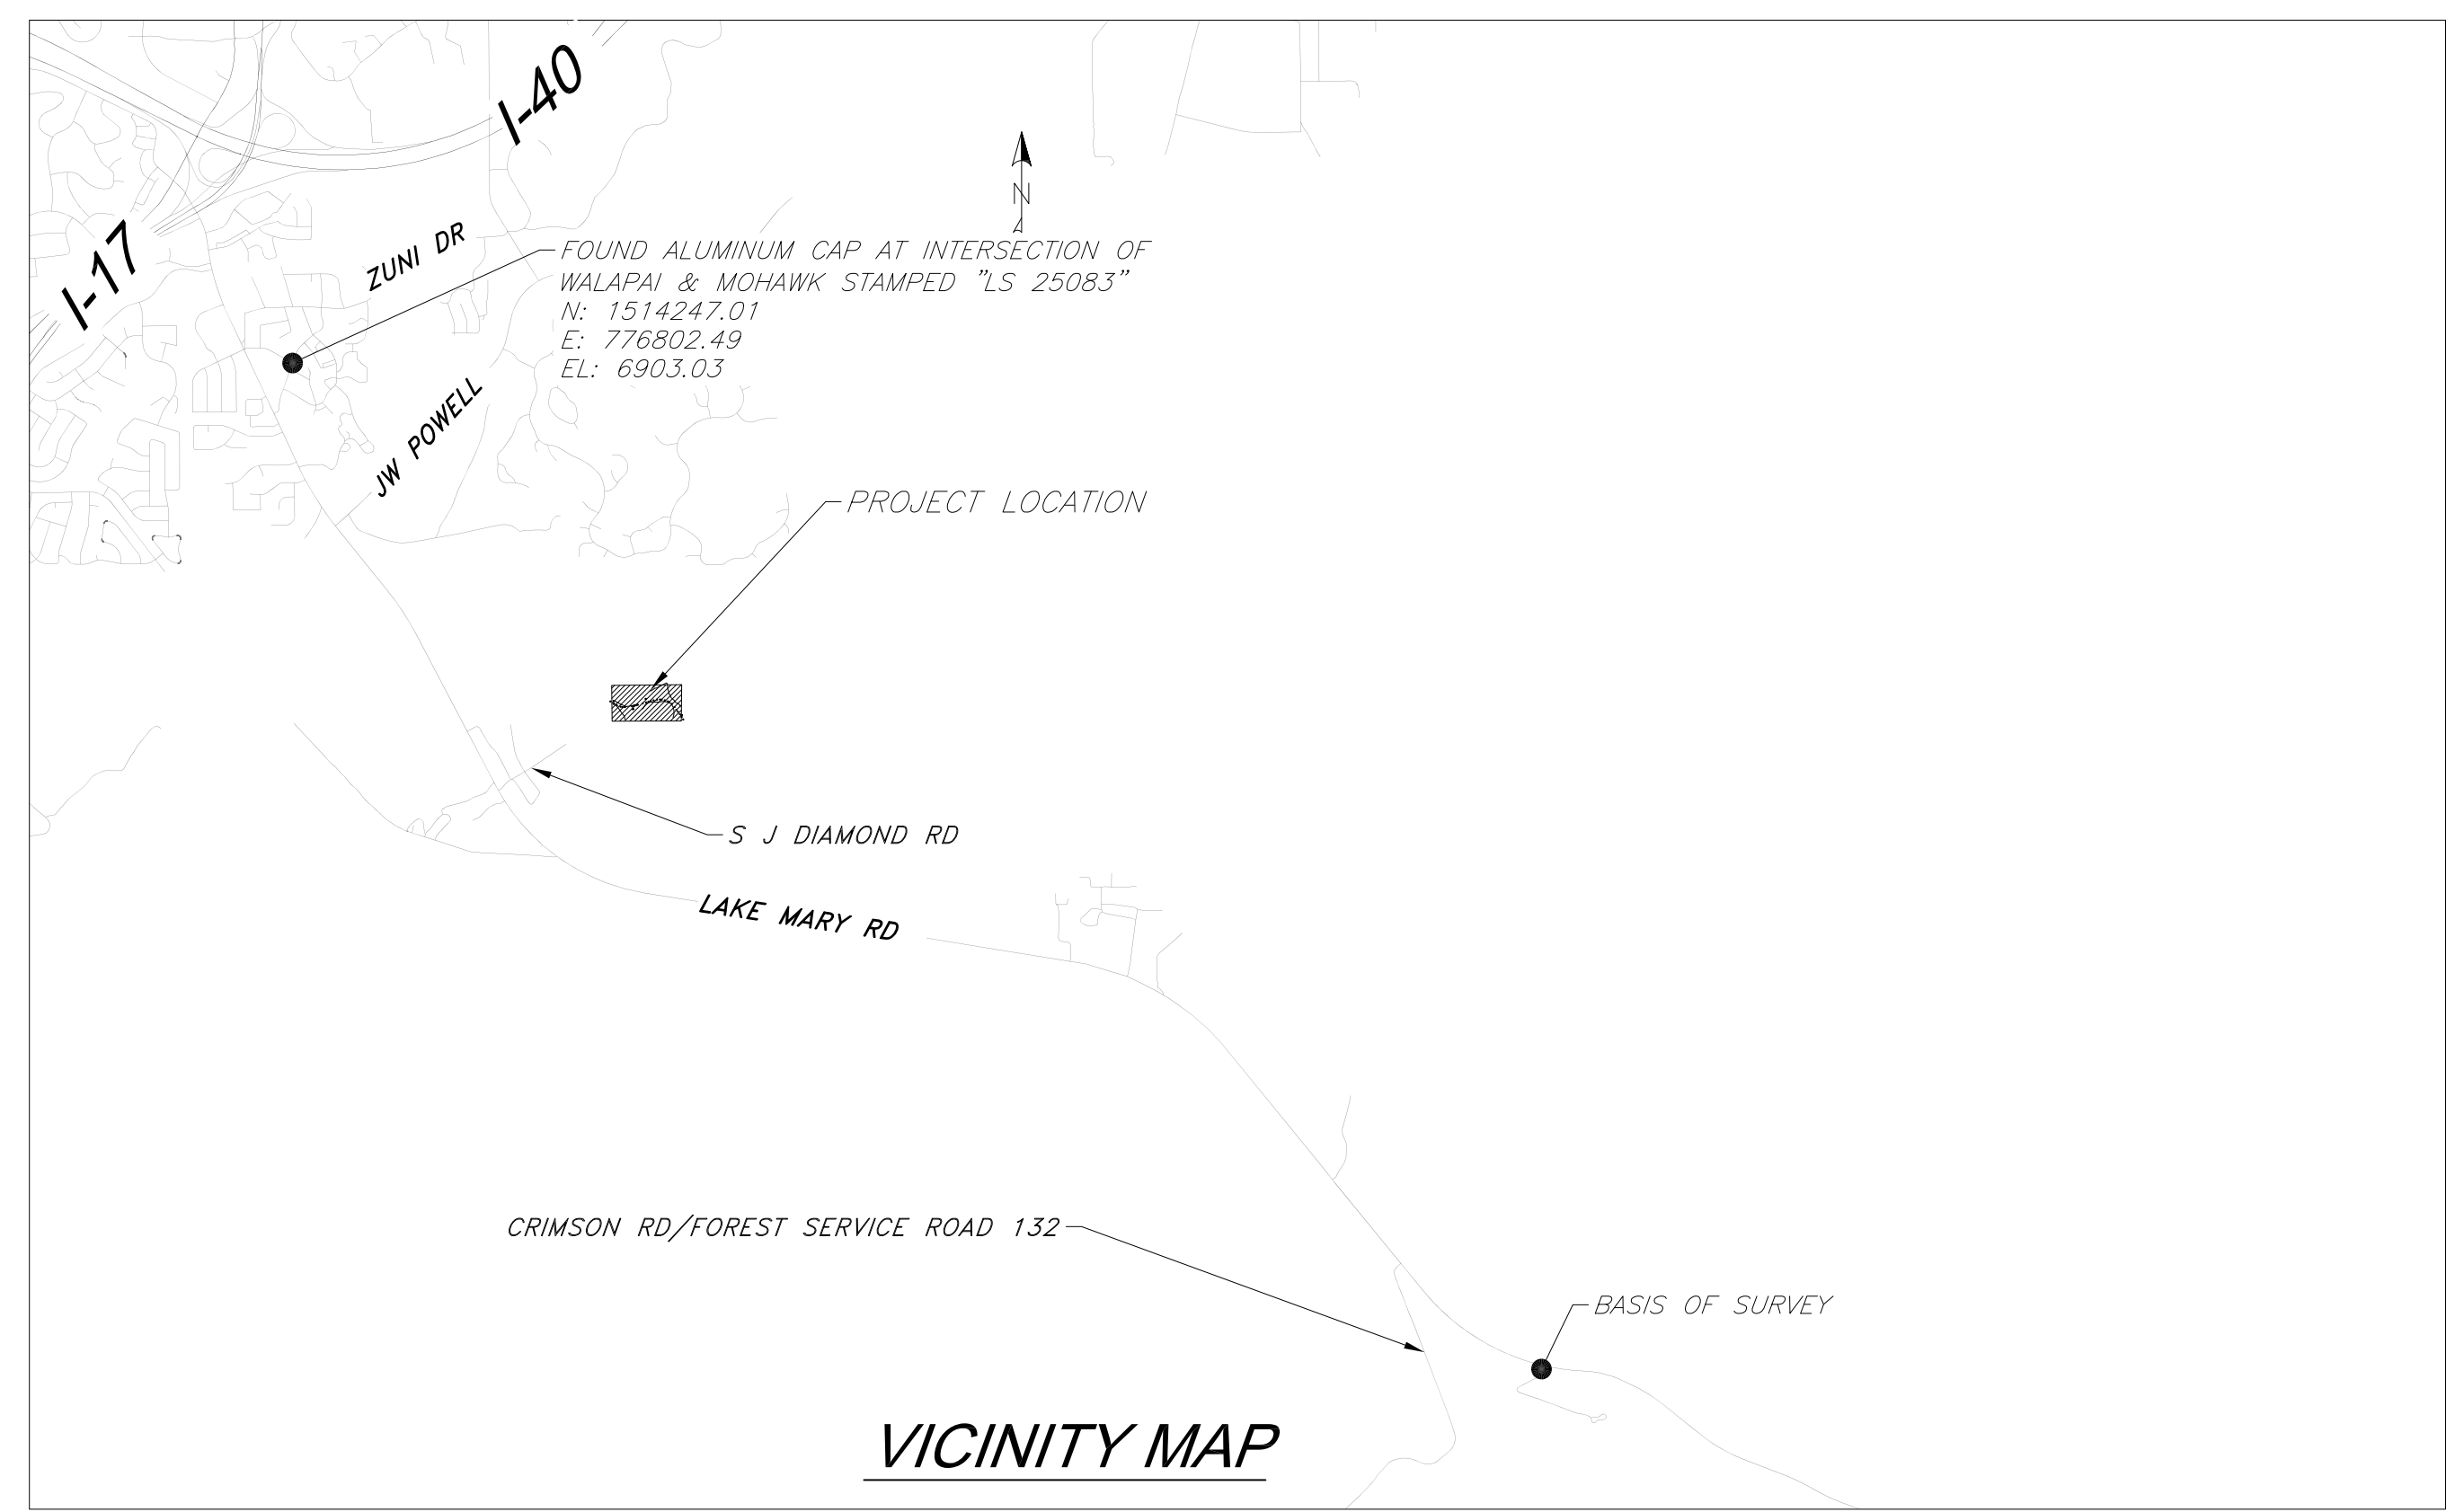 I-40
I-17
ZUNI DR
N
FOUND ALUMINUM CAP AT INTERSECTION OF
WALAPAI & MOHAWK STAMPED "LS 25083"
N: 1514247.01
E: 776802.49
EL: 6903.03
JW POWELL
PROJECT LOCATION
S J DIAMOND RD
LAKE MARY RD
CRIMSON RD/FOREST SERVICE ROAD 132
BASIS OF SURVEY
VICINITY MAP